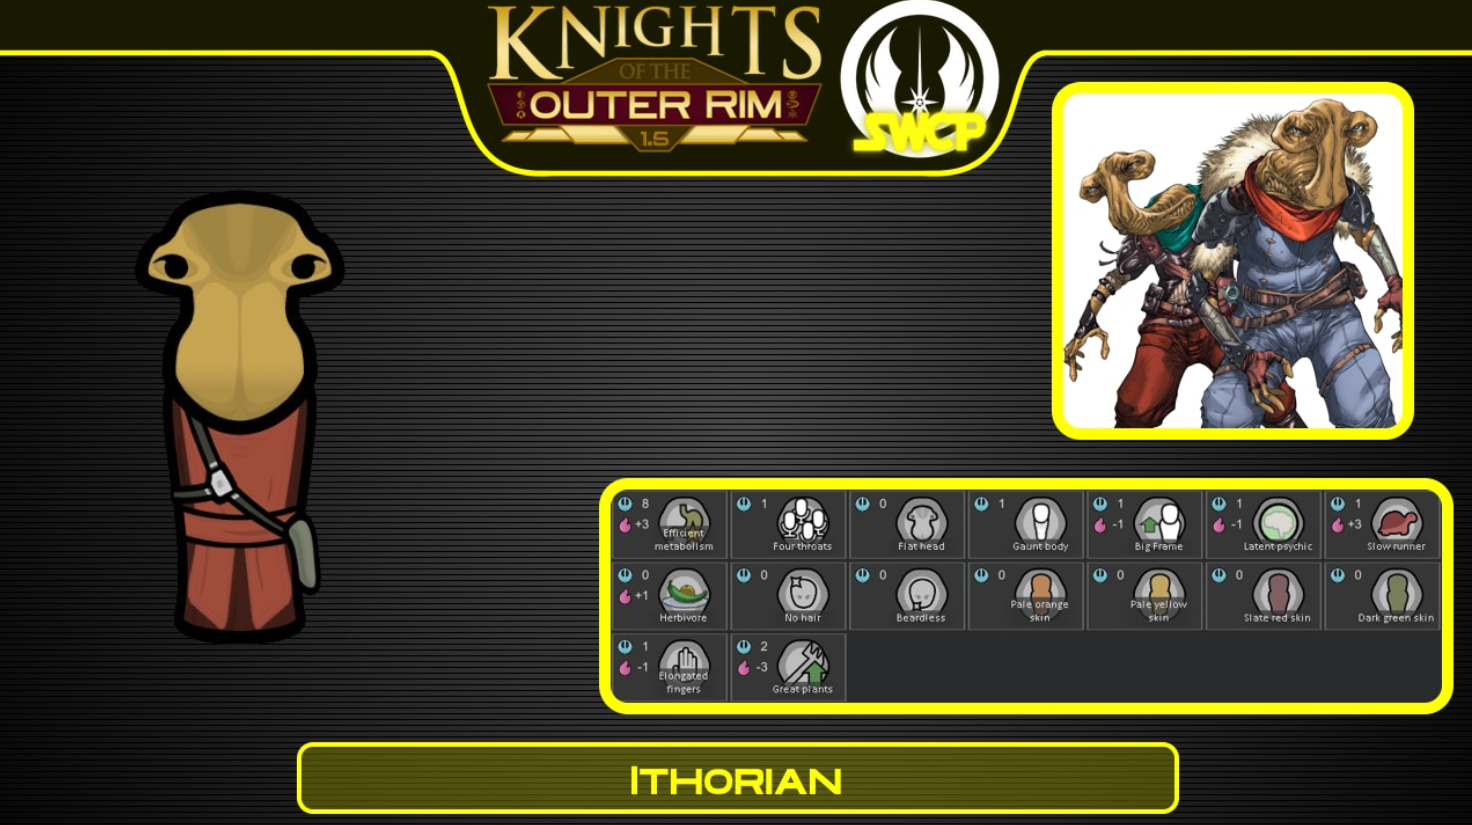 KNIGHTS
OF THE
OUTER RIM
1.5
SWCP
8 +3 Efficient metabolism
1 Four throats
0 Flat head
1 Gaunt body
1 -1 Big Frame
1 -1 Latent psychic
1 +3 Slow runner
0 +1 Herbivore
0 No hair
0 Beardless
0 Pale orange skin
0 Pale yellow skin
0 Slate red skin
0 Dark green skin
1 -1 Elongated fingers
2 -3 Great plants
ITHORIAN